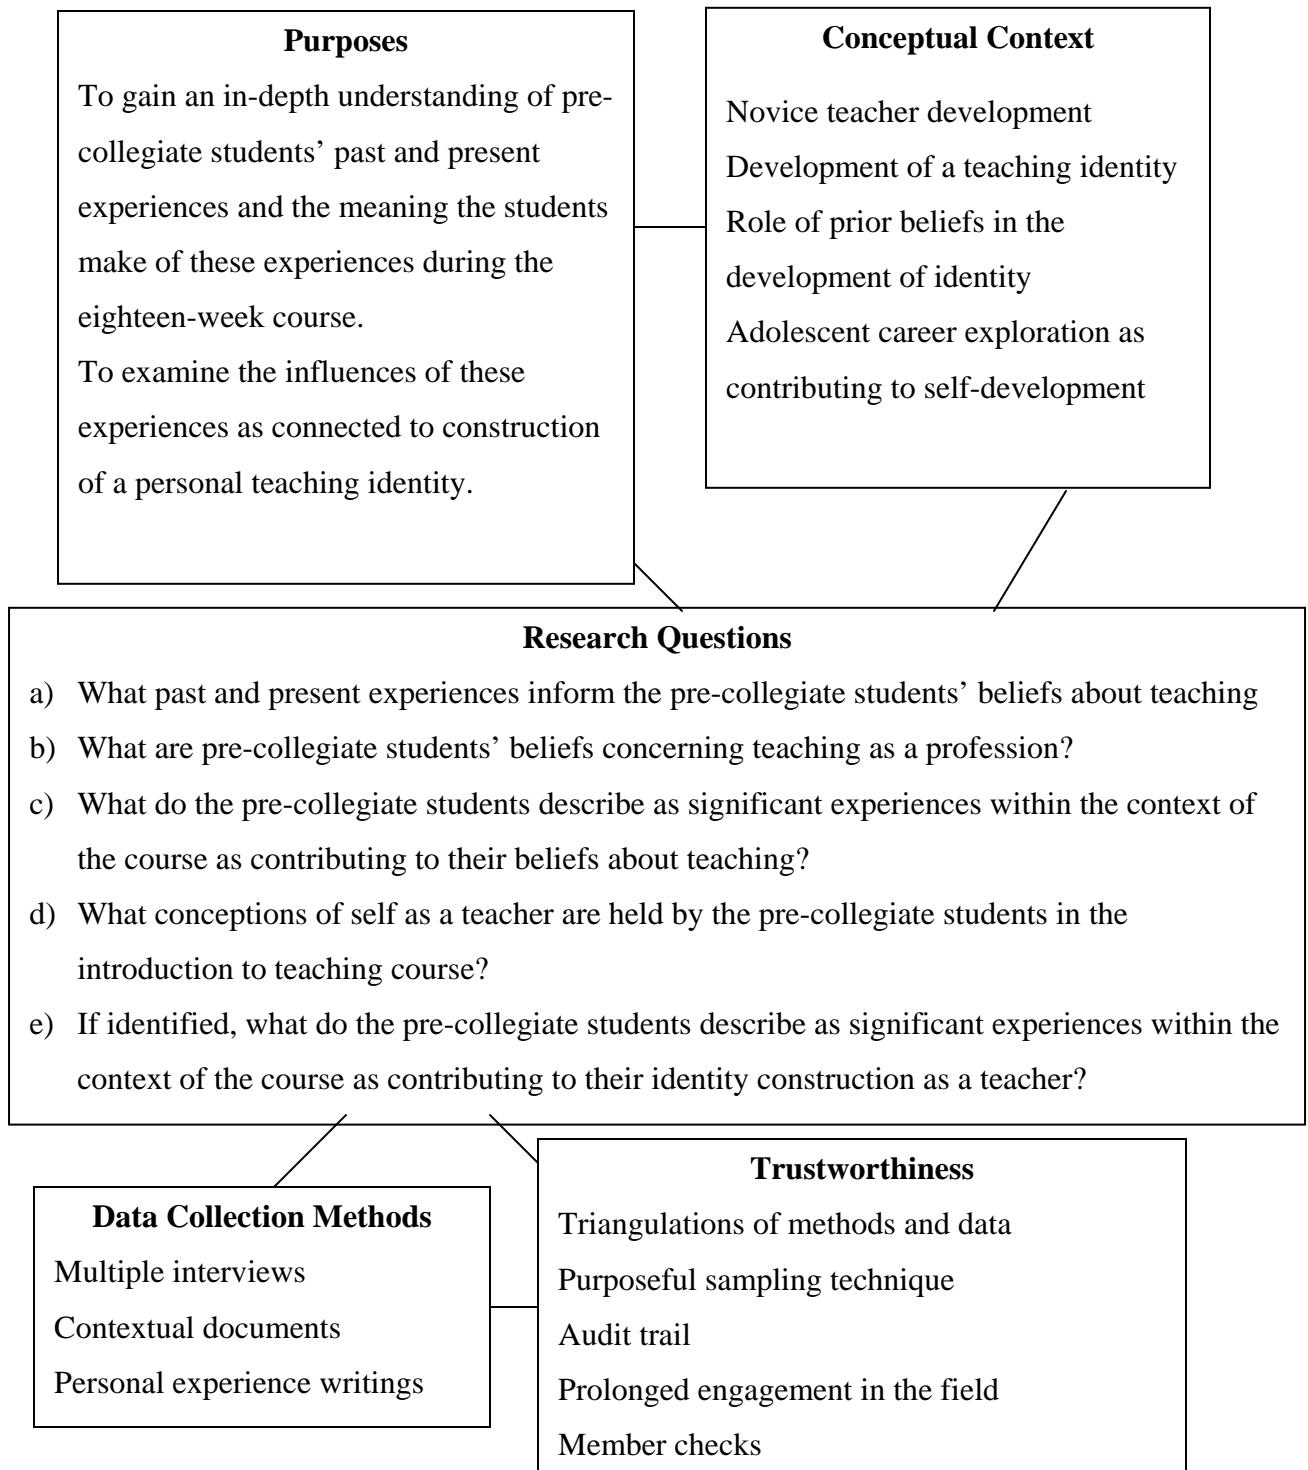 Purposes
To gain an in-depth understanding of pre-
collegiate students’ past and present
experiences and the meaning the students
make of these experiences during the
eighteen-week course.
To examine the influences of these
experiences as connected to construction
of a personal teaching identity.
Conceptual Context
Novice teacher development
Development of a teaching identity
Role of prior beliefs in the
development of identity
Adolescent career exploration as
contributing to self-development
Research Questions
a) What past and present experiences inform the pre-collegiate students’ beliefs about teaching
b) What are pre-collegiate students’ beliefs concerning teaching as a profession?
c) What do the pre-collegiate students describe as significant experiences within the context of
the course as contributing to their beliefs about teaching?
d) What conceptions of self as a teacher are held by the pre-collegiate students in the
introduction to teaching course?
e) If identified, what do the pre-collegiate students describe as significant experiences within the
context of the course as contributing to their identity construction as a teacher?
Data Collection Methods
Multiple interviews
Contextual documents
Personal experience writings
Trustworthiness
Triangulations of methods and data
Purposeful sampling technique
Audit trail
Prolonged engagement in the field
Member checks